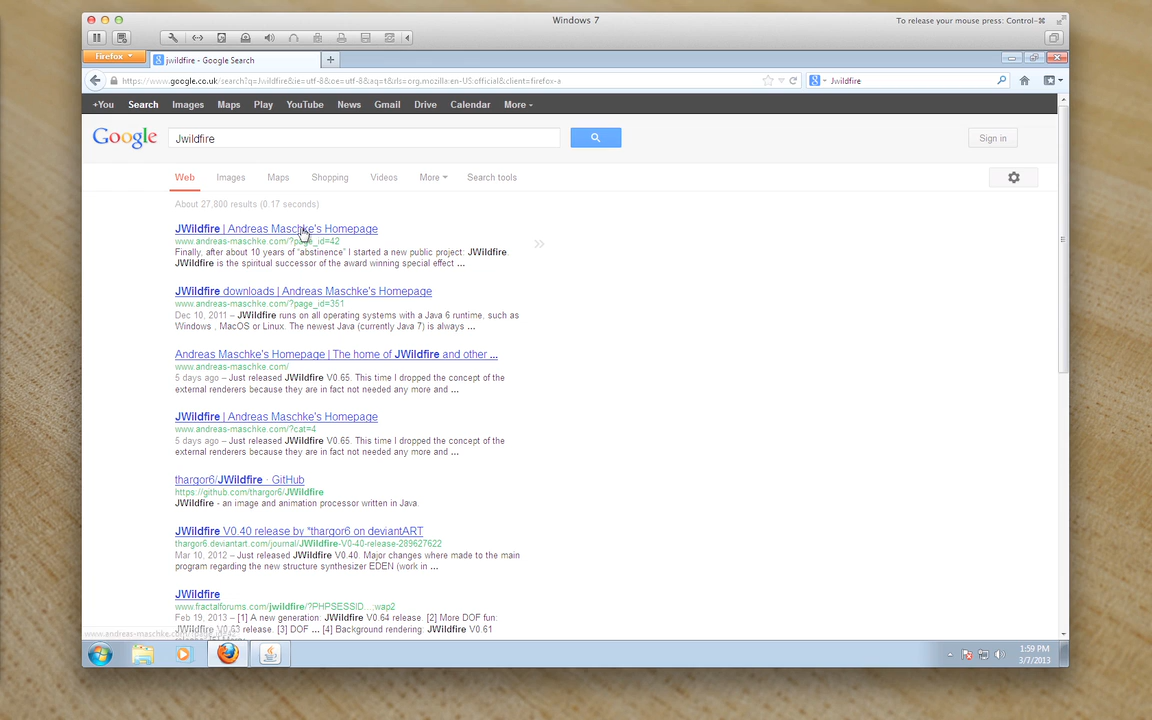 Windows 7
To release your mouse press: Control-⌘
Firefox
jwildfire - Google Search
https://www.google.co.uk/search?q=Jwildfire&ie=utf-8&oe=utf-8&aq=t&rls=org.mozilla:en-US:official&client=firefox-a
Jwildfire
+You Search Images Maps Play YouTube News Gmail Drive Calendar More
Google
Jwildfire
Sign in
Web Images Maps Shopping Videos More Search tools
About 27,800 results (0.17 seconds)
JWildfire | Andreas Maschke's Homepage
www.andreas-maschke.com/?page_id=42
Finally, after about 10 years of "abstinence" I started a new public project: JWildfire.
JWildfire is the spiritual successor of the award winning special effect ...
JWildfire downloads | Andreas Maschke's Homepage
www.andreas-maschke.com/?page_id=351
Dec 10, 2011 – JWildfire runs on all operating systems with a Java 6 runtime, such as
Windows , MacOS or Linux. The newest Java (currently Java 7) is always ...
Andreas Maschke's Homepage | The home of JWildfire and other ...
www.andreas-maschke.com/
5 days ago – Just released JWildfire V0.65. This time I dropped the concept of the
external renderers because they are in fact not needed any more and ...
JWildfire | Andreas Maschke's Homepage
www.andreas-maschke.com/?cat=4
5 days ago – Just released JWildfire V0.65. This time I dropped the concept of the
external renderers because they are in fact not needed any more and ...
thargor6/JWildfire · GitHub
https://github.com/thargor6/JWildfire
JWildfire - an image and animation processor written in Java.
JWildfire V0.40 release by *thargor6 on deviantART
thargor6.deviantart.com/journal/JWildfire-V0-40-release-289627622
Mar 10, 2012 – Just released JWildfire V0.40. Major changes where made to the main
program regarding the new structure synthesizer EDEN (work in ...
JWildfire
www.fractalforums.com/jwildfire/?PHPSESSID...;wap2
Feb 19, 2013 – [1] A new generation: JWildfire V0.64 release. [2] More DOF fun:
JWildfire V0.63 release. [3] DOF ... [4] Background rendering: JWildfire V0.61
1:59 PM
3/7/2013